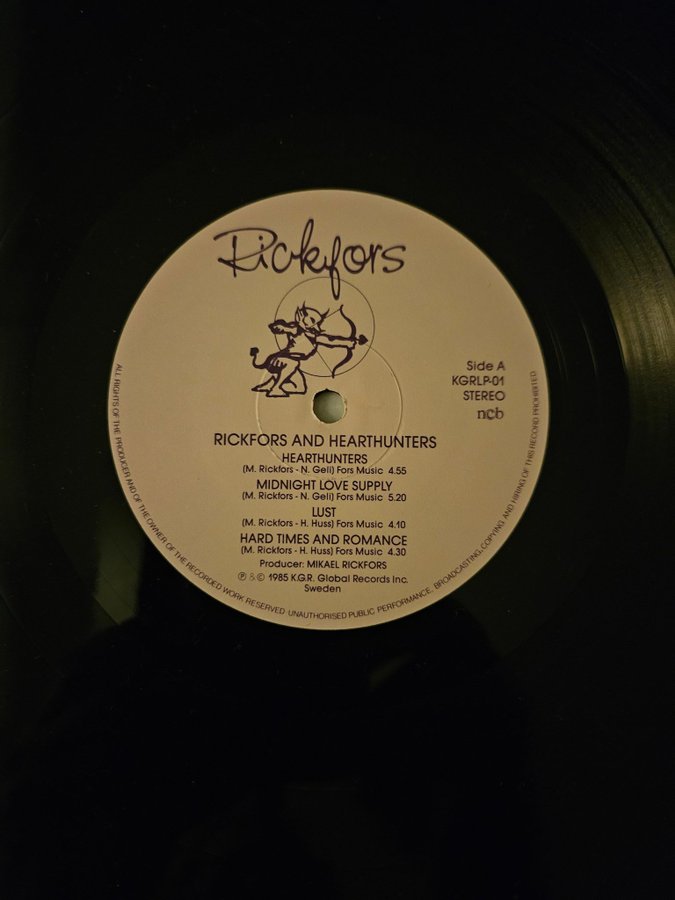 Rickfors
Side A
KGRLP-01
STEREO
ncb
RICKFORS AND HEARTHUNTERS
HEARTHUNTERS
(M. Rickfors - N. Geli) Fors Music 4.55
MIDNIGHT LOVE SUPPLY
(M. Rickfors - N. Geli) Fors Music 5.20
LUST
(M. Rickfors - H. Huss) Fors Music 4.10
HARD TIMES AND ROMANCE
(M. Rickfors - H. Huss) Fors Music 4.30
Producer: MIKAEL RICKFORS
℗ & © 1985 K.G.R. Global Records Inc.
Sweden
ALL RIGHTS OF THE PRODUCER AND OF THE OWNER OF THE RECORDED WORK RESERVED UNAUTHORISED PUBLIC PERFORMANCE, BROADCASTING, COPYING AND HIRING OF THIS RECORD PROHIBITED